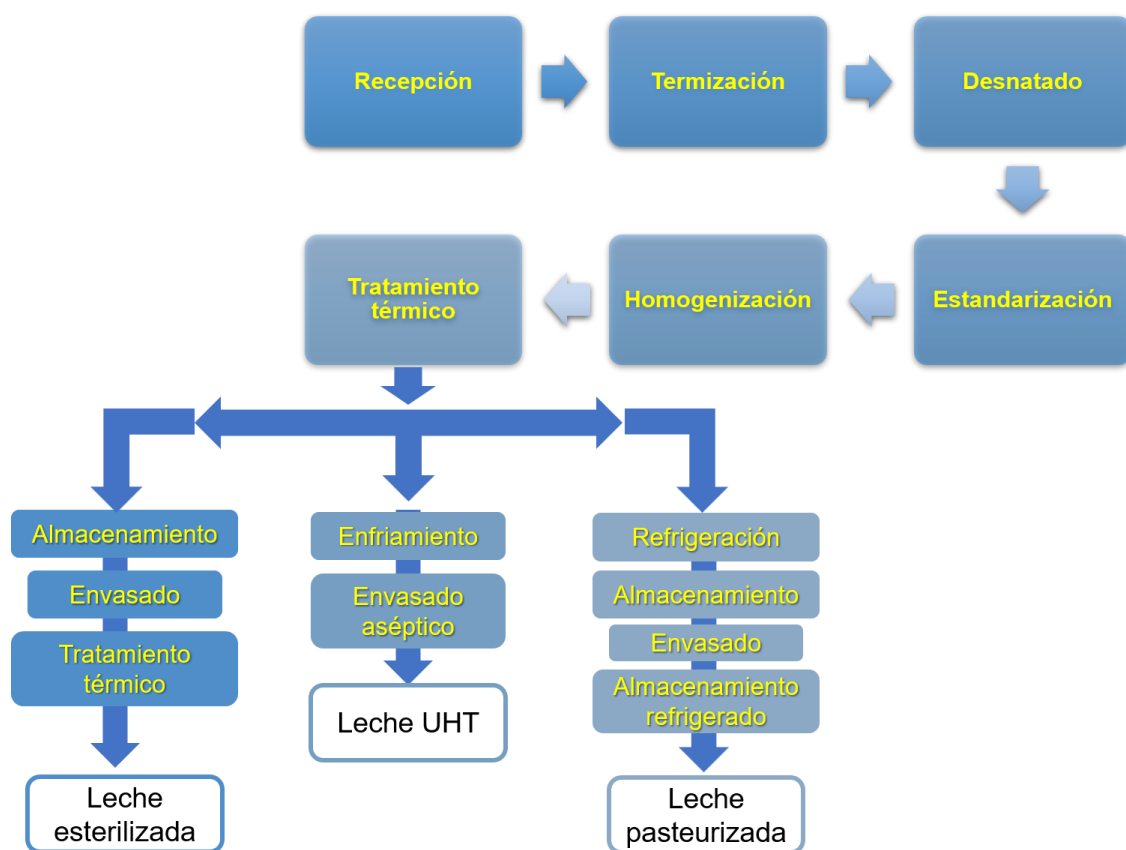 Recepción
Termización
Desnatado
Estandarización
Homogenización
Tratamiento
térmico
Almacenamiento
Envasado
Tratamiento
térmico
Leche
esterilizada
Enfriamiento
Envasado
aséptico
Leche UHT
Refrigeración
Almacenamiento
Envasado
Almacenamiento
refrigerado
Leche
pasteurizada